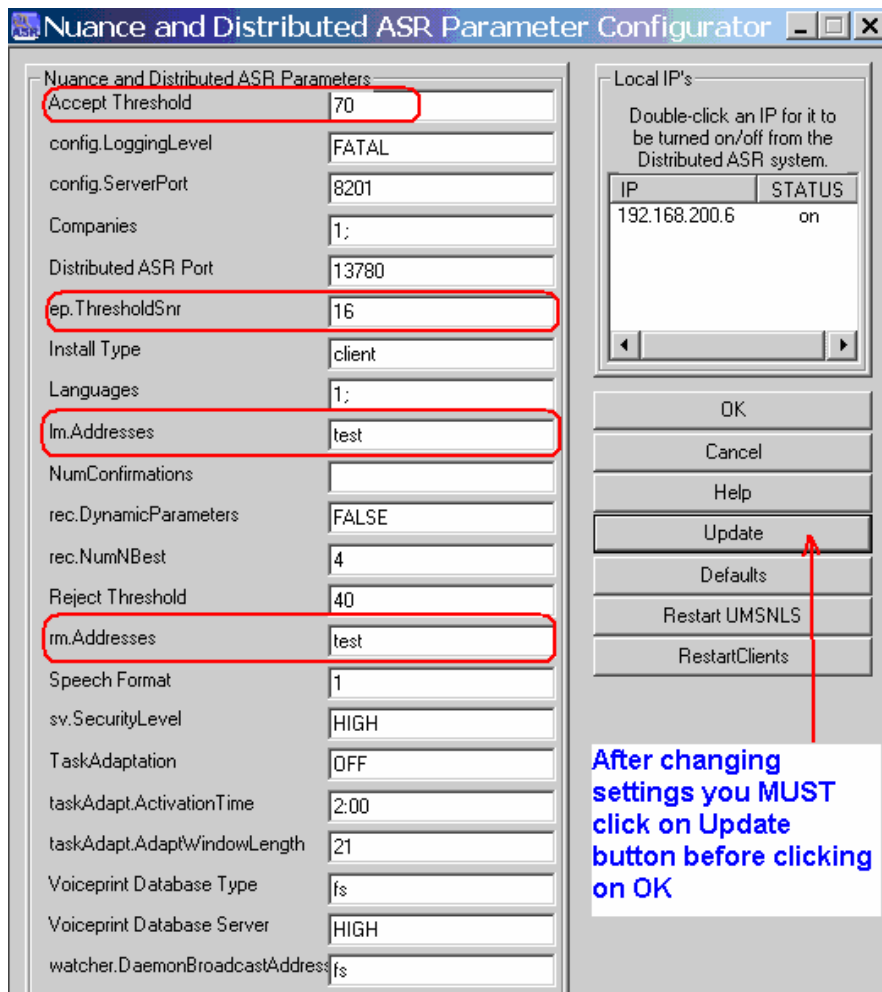 Nuance and Distributed ASR Parameter Configurator
Nuance and Distributed ASR Parameters
Accept Threshold 70
config.LoggingLevel FATAL
config.ServerPort 8201
Companies 1;
Distributed ASR Port 13780
ep.ThresholdSnr 16
Install Type client
Languages 1;
lm.Addresses test
NumConfirmations
rec.DynamicParameters FALSE
rec.NumNBest 4
Reject Threshold 40
rm.Addresses test
Speech Format 1
sv.SecurityLevel HIGH
TaskAdaptation OFF
taskAdapt.ActivationTime 2:00
taskAdapt.AdaptWindowLength 21
Voiceprint Database Type fs
Voiceprint Database Server HIGH
watcher.DaemonBroadcastAddress fs
Local IP's
Double-click an IP for it to
be turned on/off from the
Distributed ASR system.
IP STATUS
192.168.200.6 on
OK
Cancel
Help
Update
Defaults
Restart UMSNLS
RestartClients
After changing
settings you MUST
click on Update
button before clicking
on OK